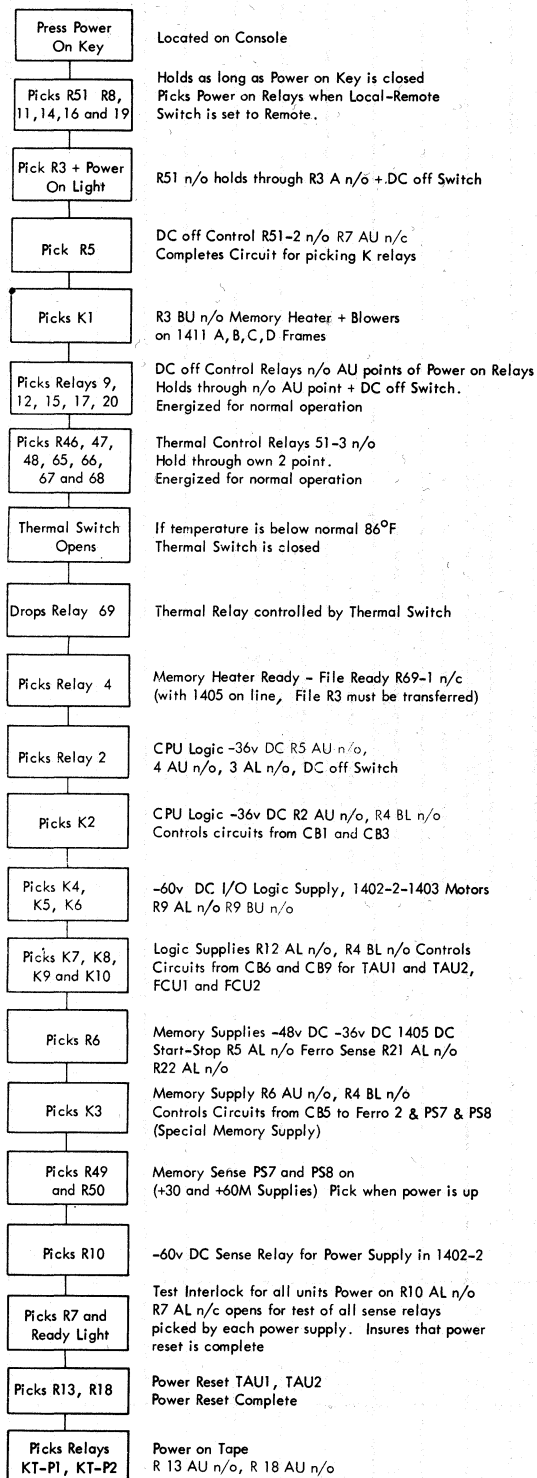 Press Power
On Key
Located on Console
Picks R51 R8,
11,14,16 and 19
Holds as long as Power on Key is closed
Picks Power on Relays when Local-Remote
Switch is set to Remote.
Pick R3 + Power
On Light
R51 n/o holds through R3 A n/o +.DC off Switch
Pick R5
DC off Control R51-2 n/o R7 AU n/c
Completes Circuit for picking K relays
Picks K1
R3 BU n/o Memory Heater + Blowers
on 1411 A,B,C,D Frames
Picks Relays 9,
12, 15, 17, 20
DC off Control Relays n/o AU points of Power on Relays
Holds through n/o AU point + DC off Switch.
Energized for normal operation
Picks R46, 47,
48, 65, 66,
67 and 68
Thermal Control Relays 51-3 n/o
Hold through own 2 point.
Energized for normal operation
Thermal Switch
Opens
If temperature is below normal 86°F
Thermal Switch is closed
Drops Relay 69
Thermal Relay controlled by Thermal Switch
Picks Relay 4
Memory Heater Ready - File Ready R69-1 n/c
(with 1405 on line, File R3 must be transferred)
Picks Relay 2
CPU Logic -36v DC R5 AU n/o,
4 AU n/o, 3 AL n/o, DC off Switch
Picks K2
CPU Logic -36v DC R2 AU n/o, R4 BL n/o
Controls circuits from CB1 and CB3
Picks K4,
K5, K6
-60v DC I/O Logic Supply, 1402-2-1403 Motors
R9 AL n/o R9 BU n/o
Picks K7, K8,
K9 and K10
Logic Supplies R12 AL n/o, R4 BL n/o Controls
Circuits from CB6 and CB9 for TAU1 and TAU2,
FCU1 and FCU2
Picks R6
Memory Supplies -48v DC -36v DC 1405 DC
Start-Stop R5 AL n/o Ferro Sense R21 AL n/o
R22 AL n/o
Picks K3
Memory Supply R6 AU n/o, R4 BL n/o
Controls Circuits from CB5 to Ferro 2 & PS7 & PS8
(Special Memory Supply)
Picks R49
and R50
Memory Sense PS7 and PS8 on
(+30 and +60M Supplies) Pick when power is up
Picks R10
-60v DC Sense Relay for Power Supply in 1402-2
Picks R7 and
Ready Light
Test Interlock for all units Power on R10 AL n/o
R7 AL n/c opens for test of all sense relays
picked by each power supply. Insures that power
reset is complete
Picks R13, R18
Power Reset TAU1, TAU2
Power Reset Complete
Picks Relays
KT-P1, KT-P2
Power on Tape
R 13 AU n/o, R 18 AU n/o